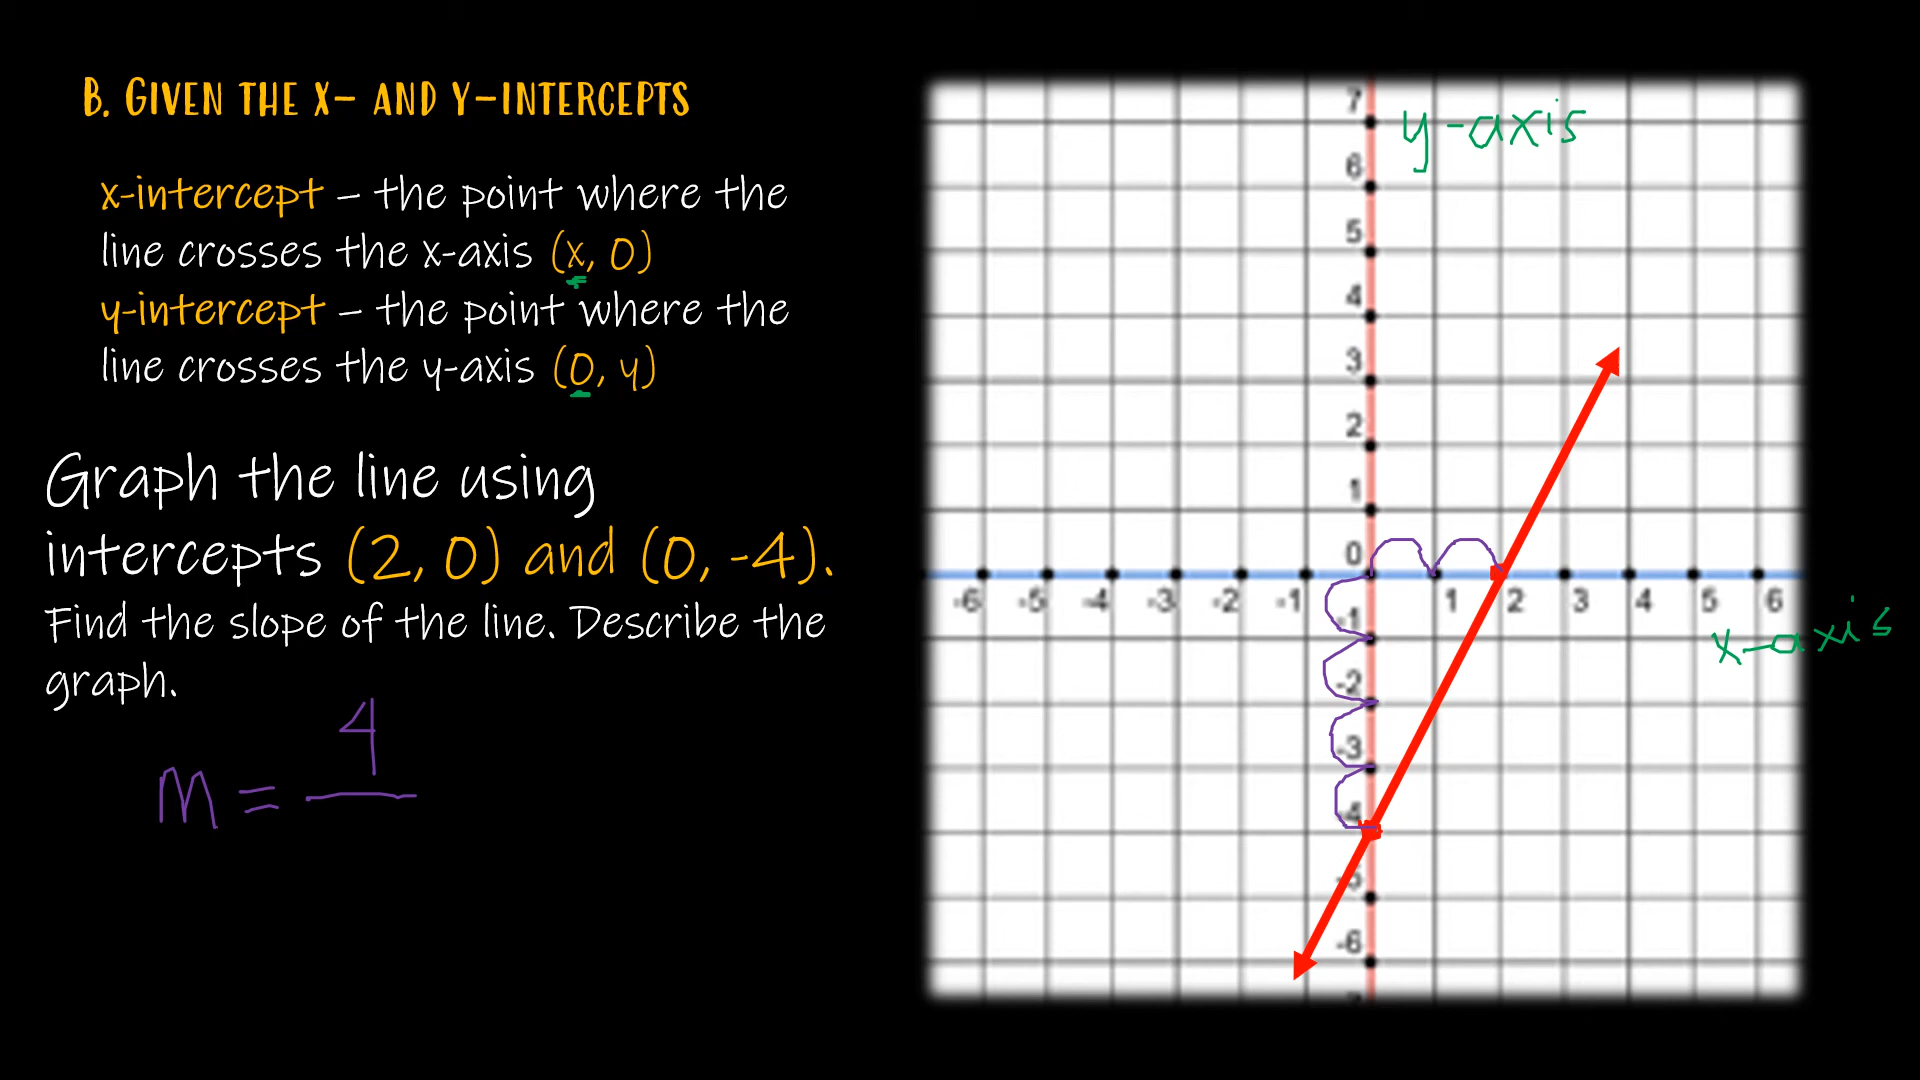 B. GIVEN THE X- AND Y-INTERCEPTS
x-intercept – the point where the
line crosses the x-axis (x, 0)
y-intercept – the point where the
line crosses the y-axis (0, y)
Graph the line using
intercepts (2, 0) and (0, -4).
Find the slope of the line. Describe the
graph.
4
m =
y-axis
7
6
5
4
3
2
1
0
-6 -5 -4 -3 -2 -1 1 2 3 4 5 6
x-axis
-1
-2
-3
-4
-5
-6